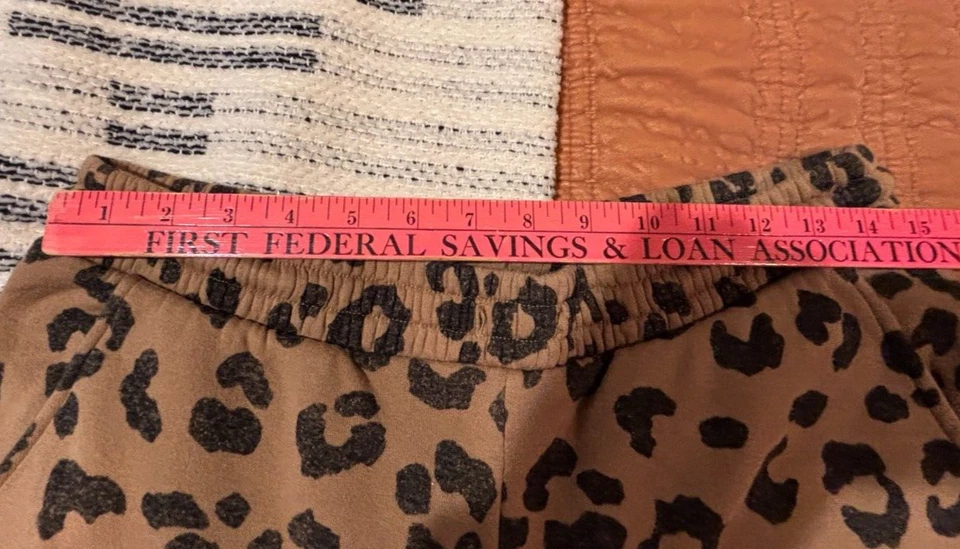 1 2 3 4 5 6 7 8 9 10 11 12 13 14 15
FIRST FEDERAL SAVINGS & LOAN ASSOCIATION